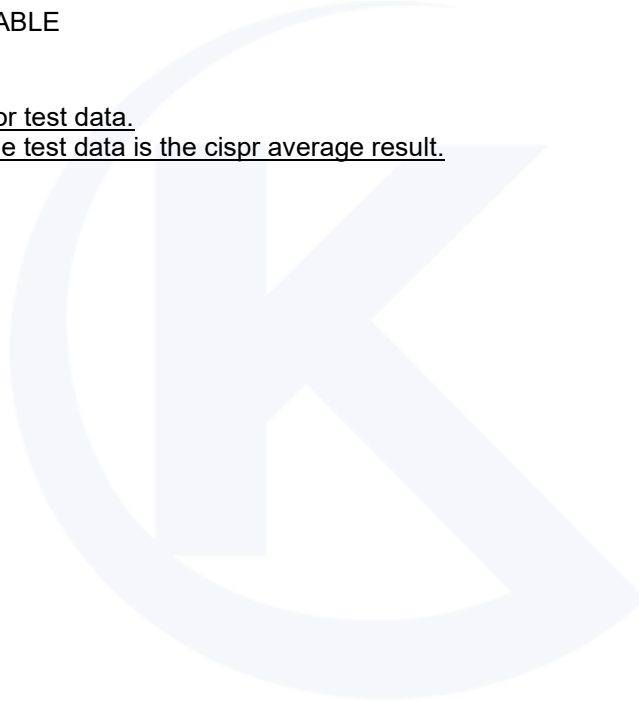 ABLE
or test data.
e test data is the cispr average result.